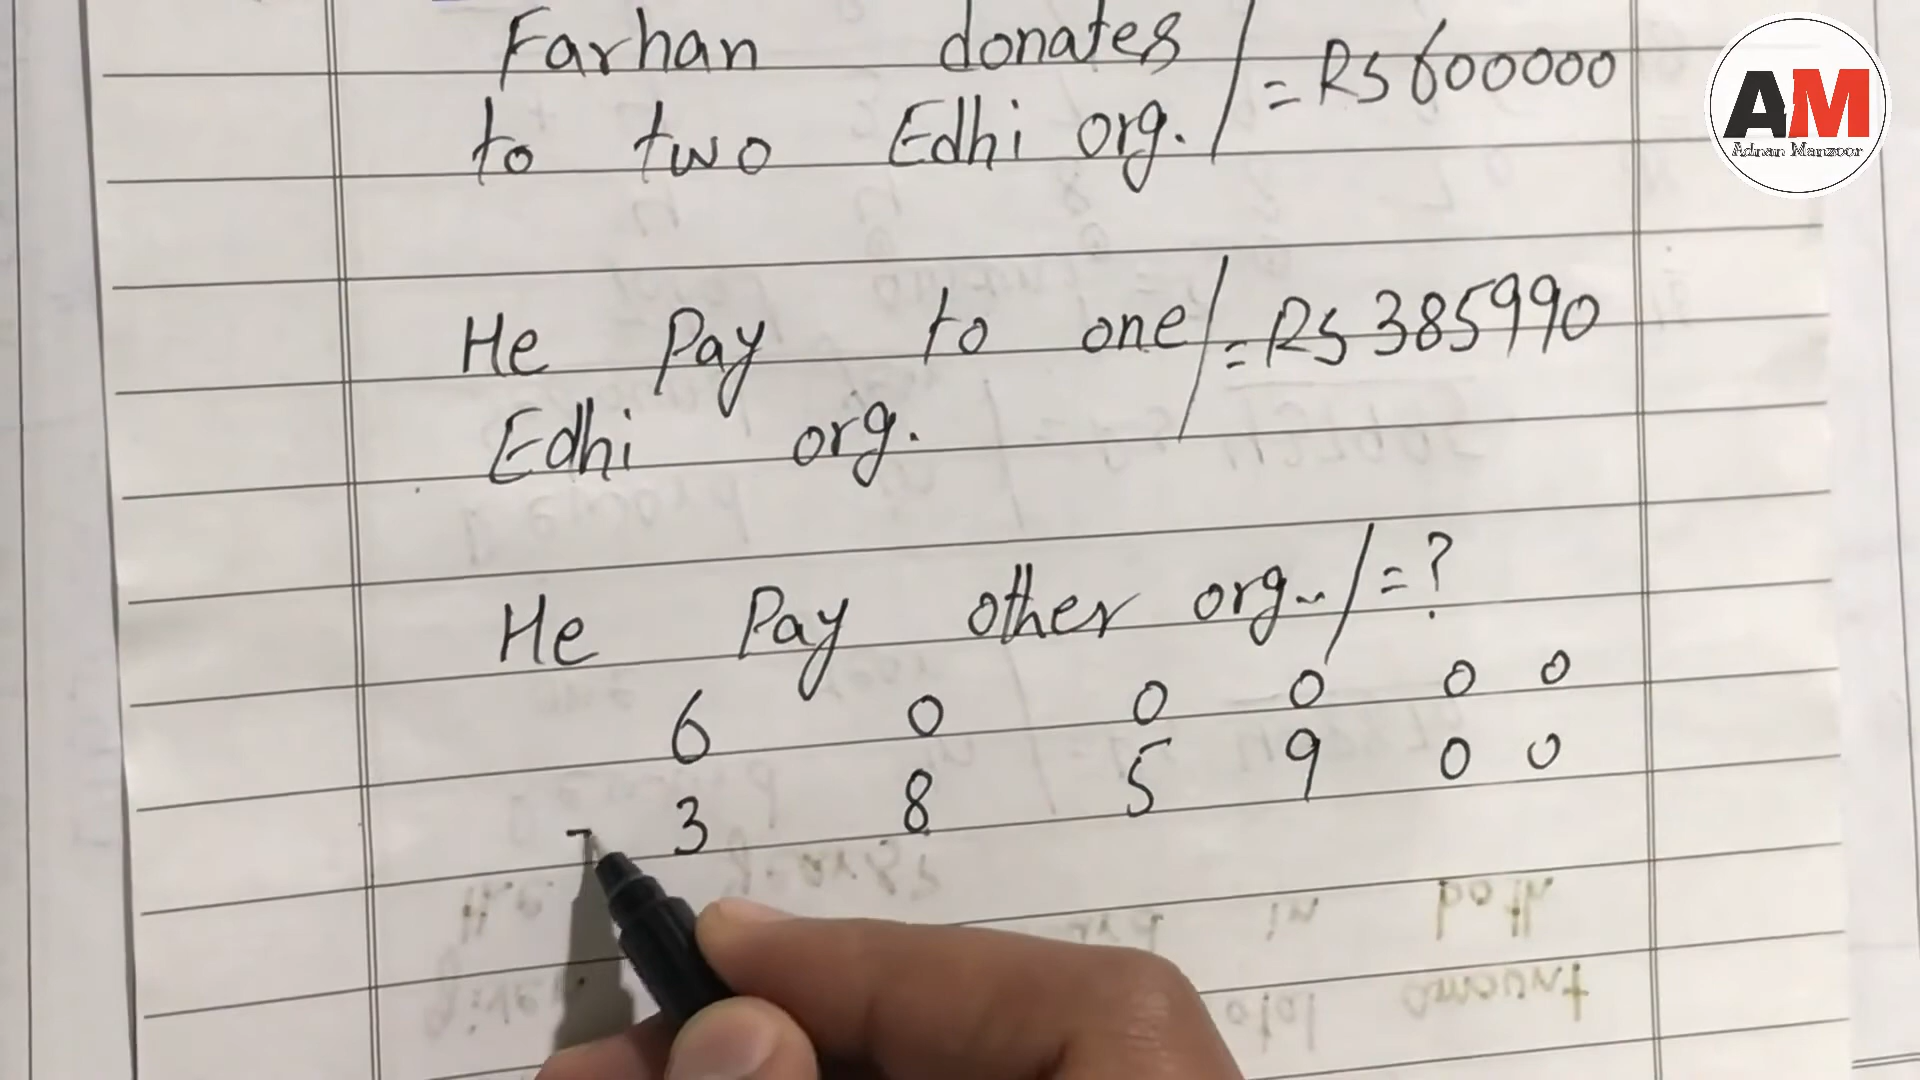 Farhan donates
to two Edhi org. = Rs 600000
He Pay to one = Rs 385990
Edhi org.
He Pay other org.. = ?
6 0 0 0 0 0
- 3 8 5 9 0 0
AM
Adnan Manzoor